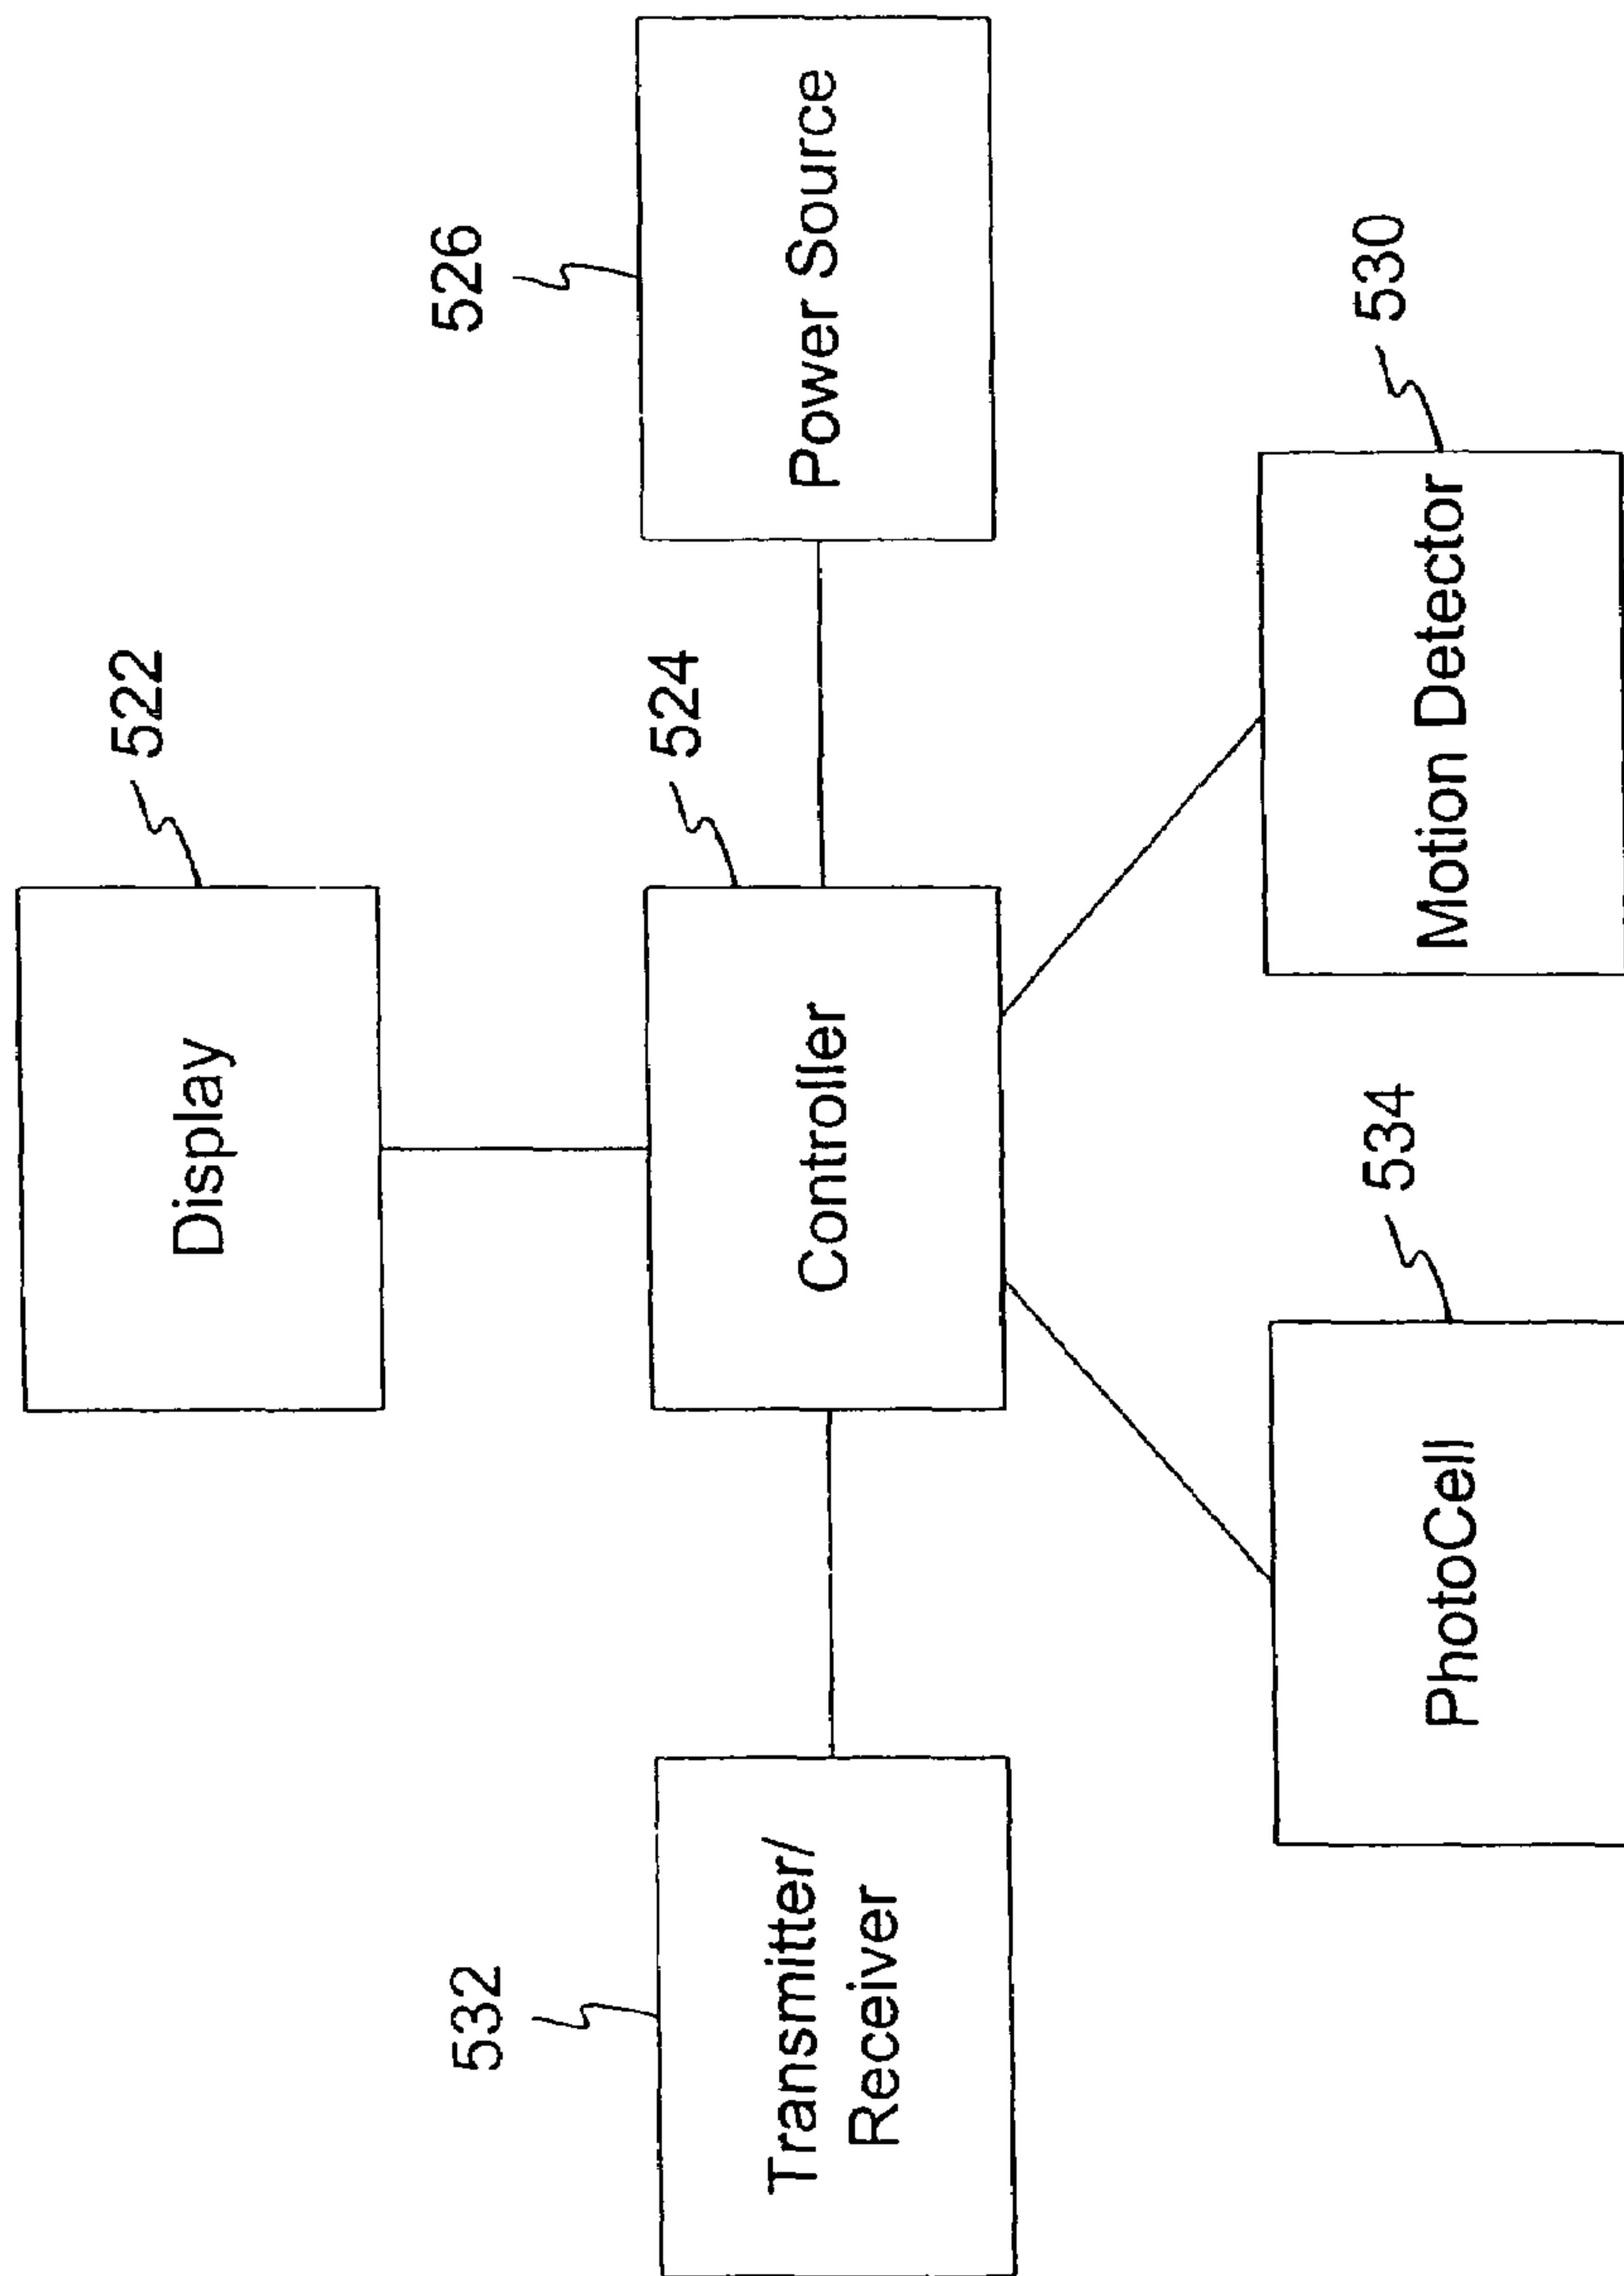 522
Display
532
Transmitter/
Receiver
524
Controller
526
Power Source
534
PhotoCell
530
Motion Detector